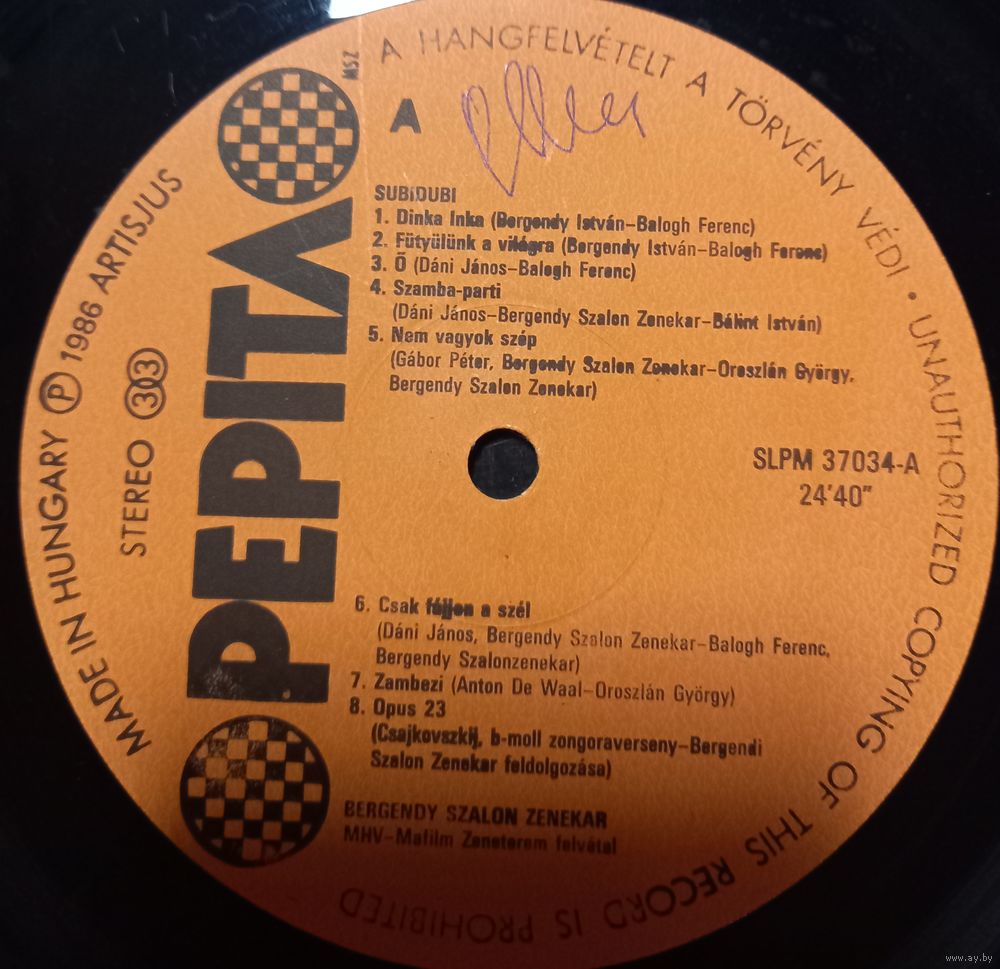 A HANGFELVÉTELT A TÖRVÉNY VÉDI • UNAUTHORIZED COPYING OF THIS RECORD IS PROHIBITED
MADE IN HUNGARY Ⓟ 1986 ARTISJUS
STEREO 33
PEPITA
MSZ
A
SUBIDUBI
1. Dinka Inka (Bergendy István–Balogh Ferenc)
2. Fütyülünk a világra (Bergendy István–Balogh Ferenc)
3. Ő (Dáni János–Balogh Ferenc)
4. Szamba-parti
(Dáni János–Bergendy Szalon Zenekar–Bálint István)
5. Nem vagyok szép
(Gábor Péter, Bergendy Szalon Zenekar–Oroszlán György,
Bergendy Szalon Zenekar)
SLPM 37034-A
24'40"
6. Csak fájjon a szél
(Dáni János, Bergendy Szalon Zenekar–Balogh Ferenc,
Bergendy Szalonzenekar)
7. Zambezi (Anton De Waal–Oroszlán György)
8. Opus 23
(Csajkovszkij, b-moll zongoraverseny–Bergendi
Szalon Zenekar feldolgozása)
BERGENDY SZALON ZENEKAR
MHV–Mafilm Zeneterem felvétel
www.ay.by